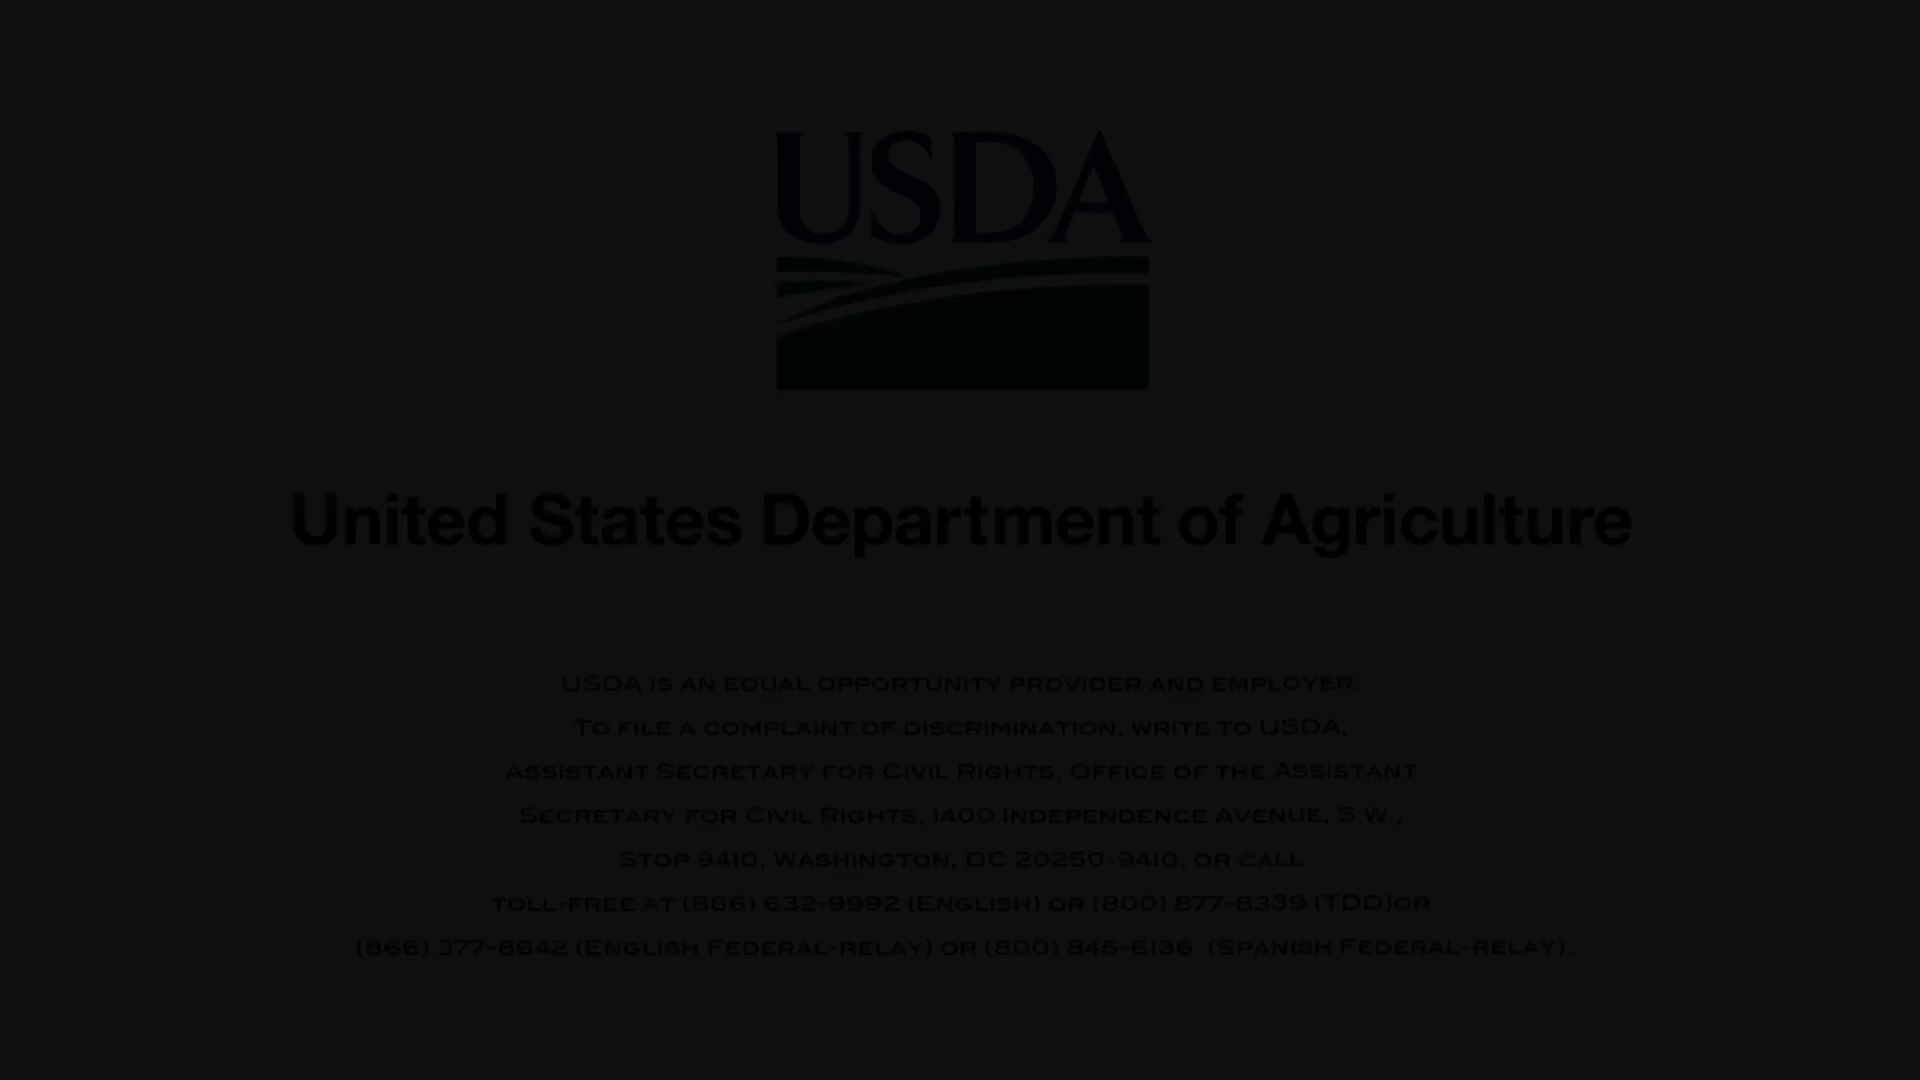 USDA
United States Department of Agriculture
USDA is an equal opportunity provider and employer.
To file a complaint of discrimination, write to USDA,
Assistant Secretary for Civil Rights, Office of the Assistant
Secretary for Civil Rights, 1400 Independence Avenue, S.W.,
Stop 9410, Washington, DC 20250-9410, or call
toll-free at (866) 632-9992 (English) or (800) 877-8339 (TDD)or
(866) 377-8642 (English Federal-relay) or (800) 845-6136 (Spanish Federal-relay).